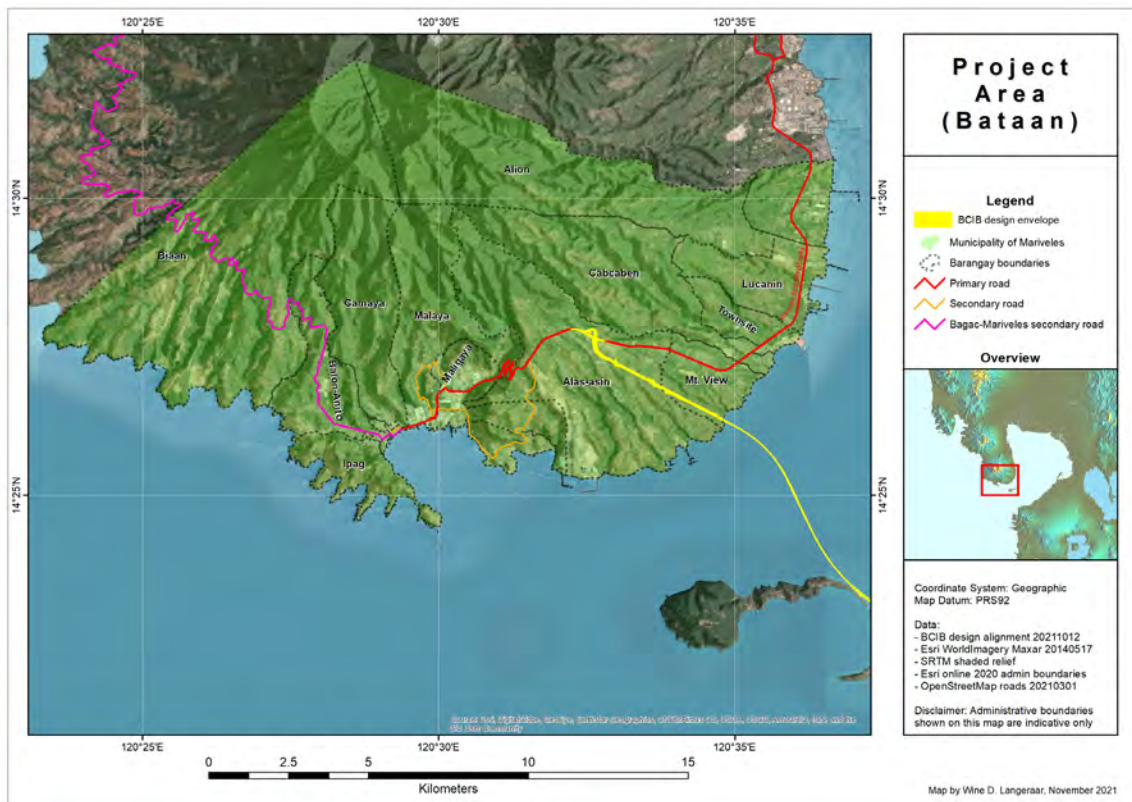 120°25'E
120°30'E
120°35'E
14°30'N
14°30'N
14°25'N
14°25'N
Alion
Biaan
Cabcaben
Lucanin
Camaya
Malaya
Townsite
Maligaya
Baton-Anito
Alas-asin
Mt. View
Ipag
120°25'E
120°30'E
120°35'E
0
2.5
5
10
15
Kilometers
Project
Area
(Bataan)
Legend
BCIB design envelope
Municipality of Mariveles
Barangay boundaries
Primary road
Secondary road
Bagac-Mariveles secondary road
Overview
Coordinate System: Geographic
Map Datum: PRS92
Data:
- BCIB design alignment 20211012
- Esri WorldImagery Maxar 20140517
- SRTM shaded relief
- Esri online 2020 admin boundaries
- OpenStreetMap roads 20210301
Disclaimer: Administrative boundaries
shown on this map are indicative only
Map by Wine D. Langeraar, November 2021